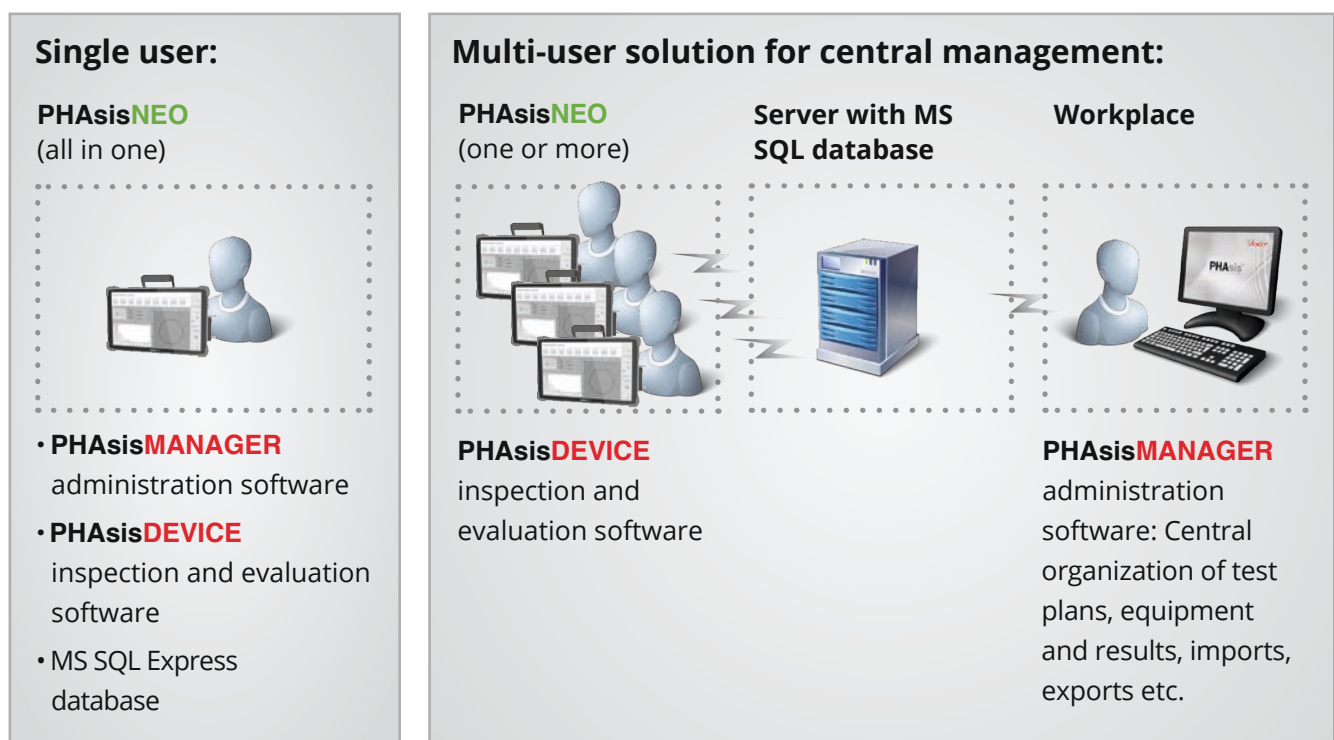 Single user:
PHAsisNEO
(all in one)
• PHAsisMANAGER
administration software
• PHAsisDEVICE
inspection and evaluation
software
• MS SQL Express
database
Multi-user solution for central management:
PHAsisNEO
(one or more)
PHAsisDEVICE
inspection and
evaluation software
Server with MS
SQL database
Workplace
PHAsis
PHAsisMANAGER
administration
software: Central
organization of test
plans, equipment
and results, imports,
exports etc.